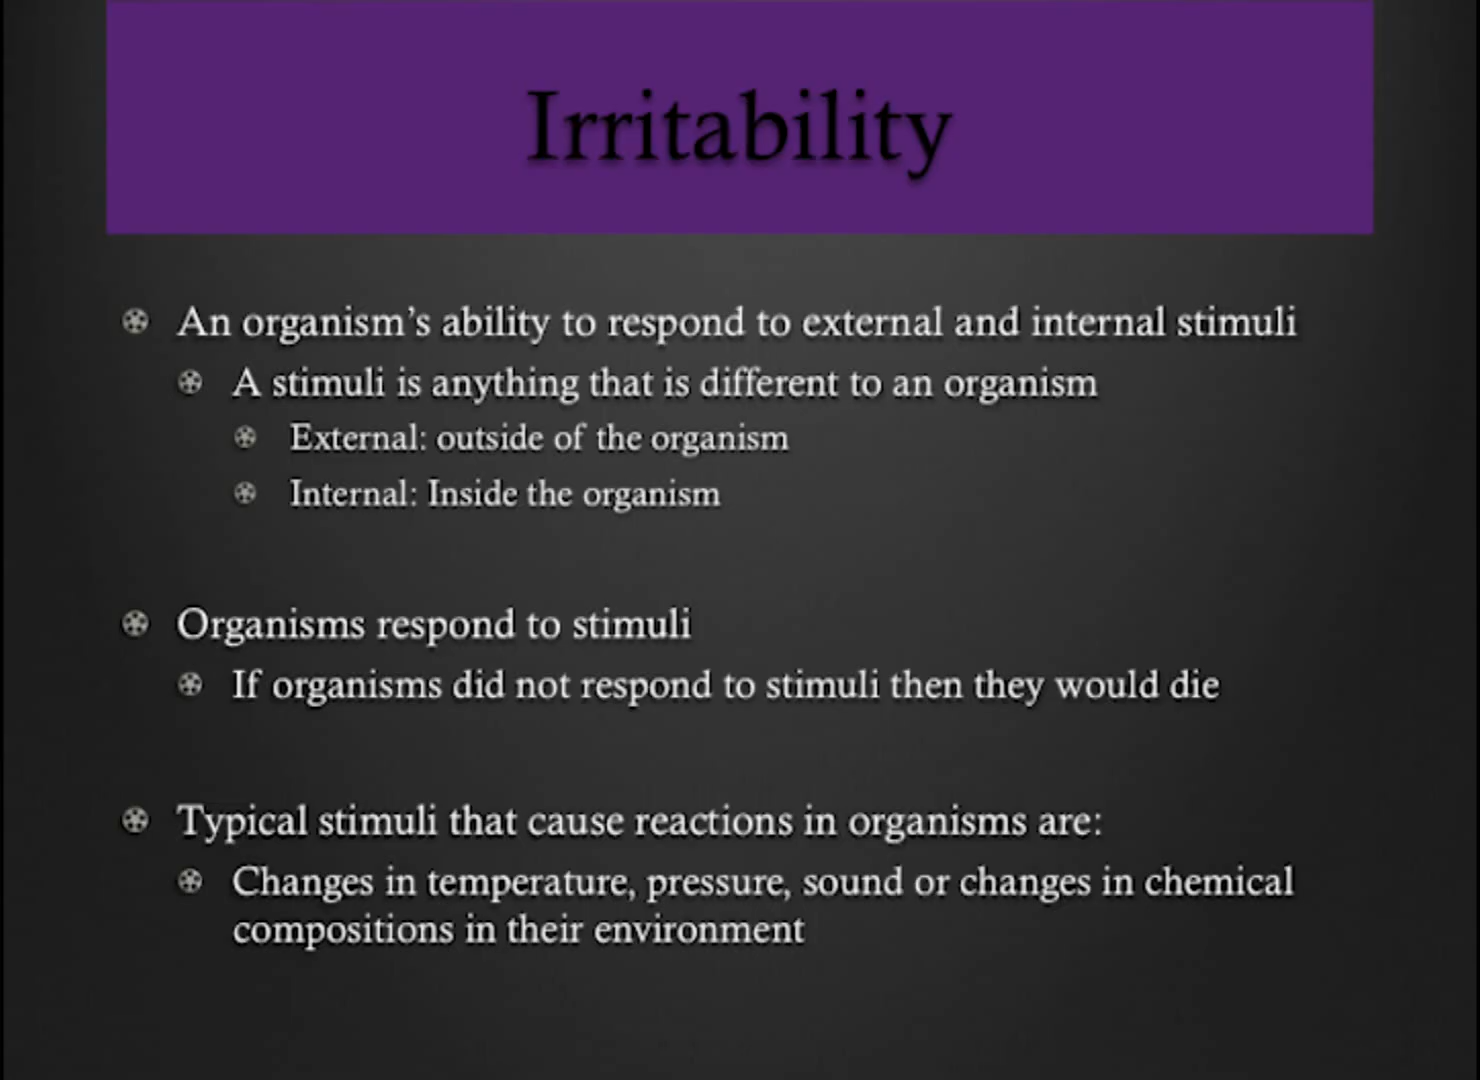 Irritability
An organism’s ability to respond to external and internal stimuli
A stimuli is anything that is different to an organism
External: outside of the organism
Internal: Inside the organism
Organisms respond to stimuli
If organisms did not respond to stimuli then they would die
Typical stimuli that cause reactions in organisms are:
Changes in temperature, pressure, sound or changes in chemical
compositions in their environment